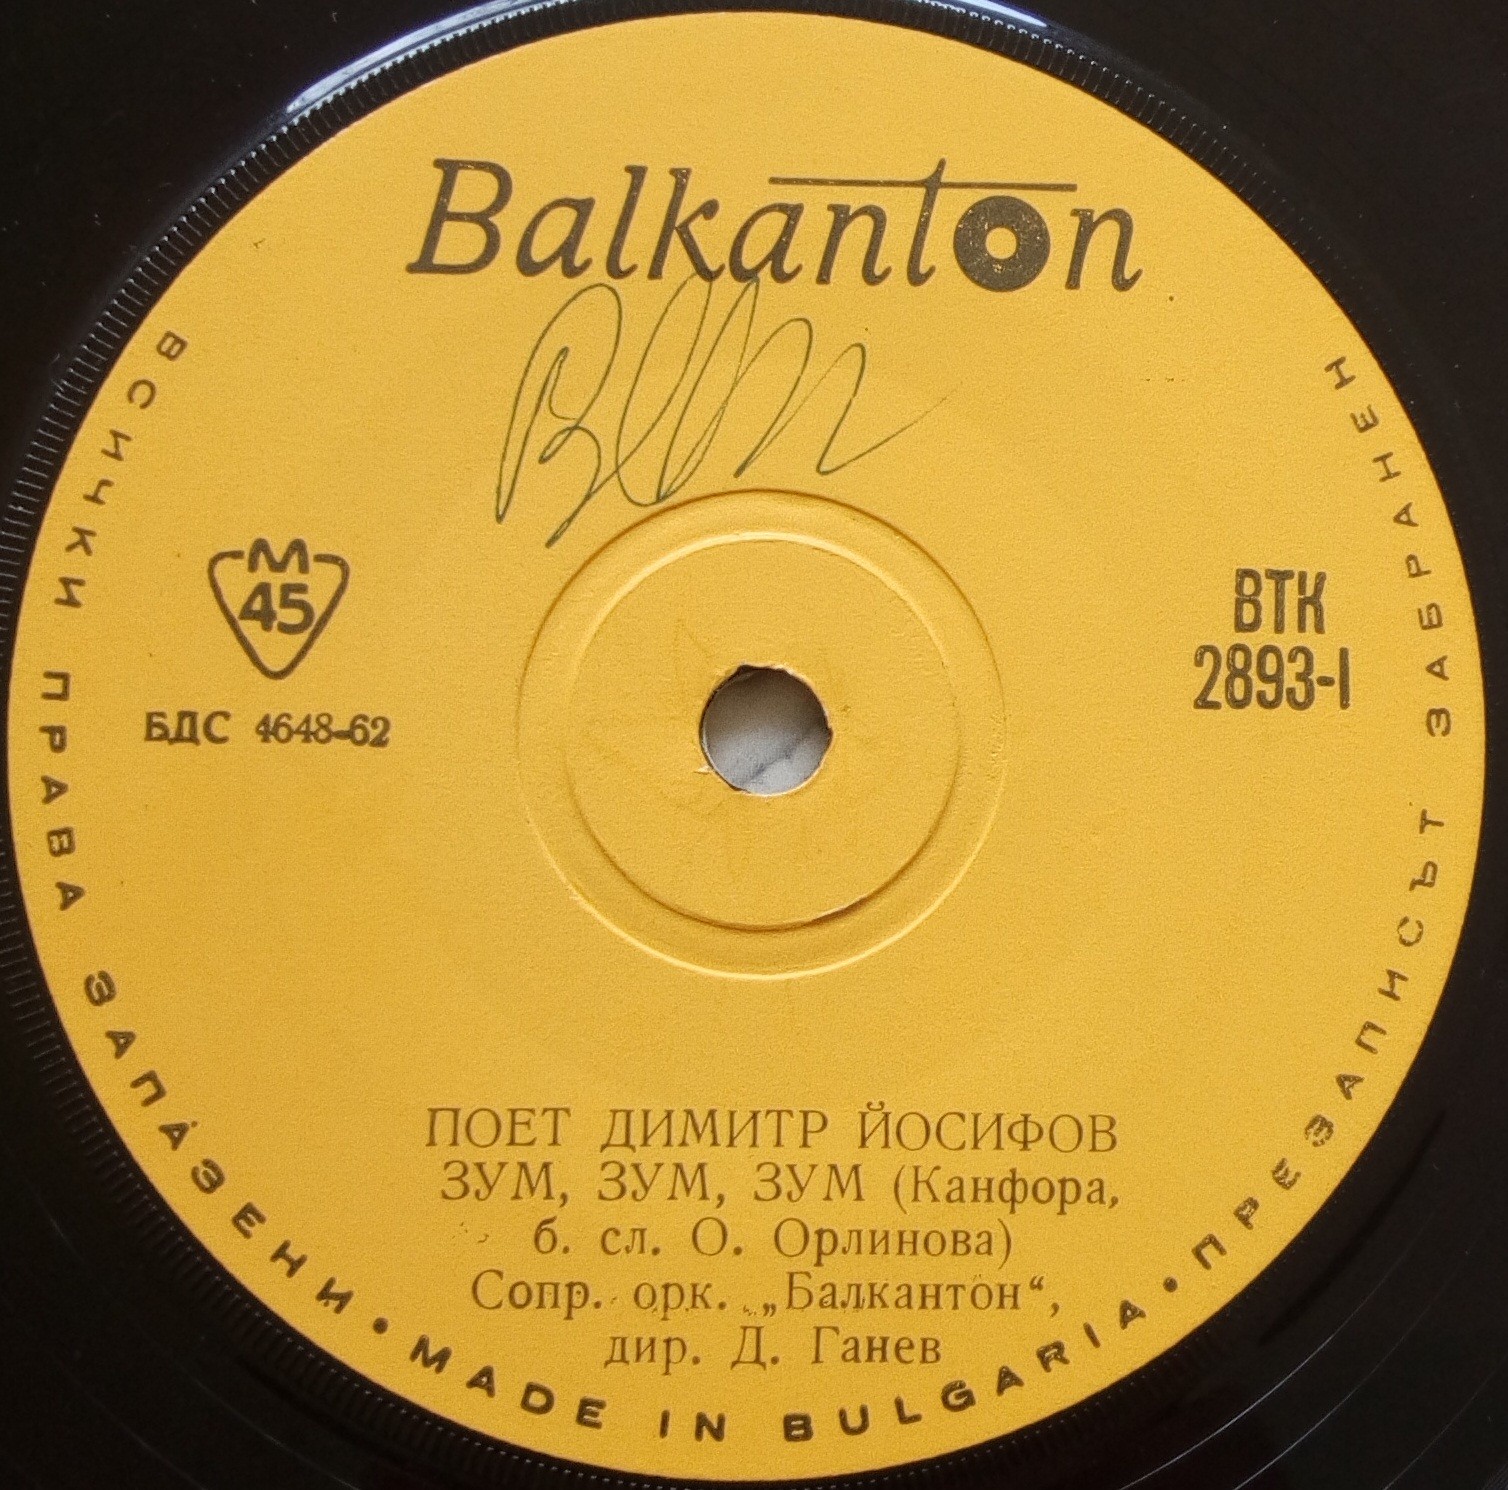 Balkanton
М
45
БДС 4648-62
ВТК
2893-I
ПОЕТ ДИМИТР ЙОСИФОВ
ЗУМ, ЗУМ, ЗУМ (Канфора,
б. сл. О. Орлинова)
Сопр. орк. „Балкантон“,
дир. Д. Ганев
ВСИЧКИ ПРАВА ЗАПАЗЕНИ • MADE IN BULGARIA • ПРЕЗАПИСЪТ ЗАБРАНЕН